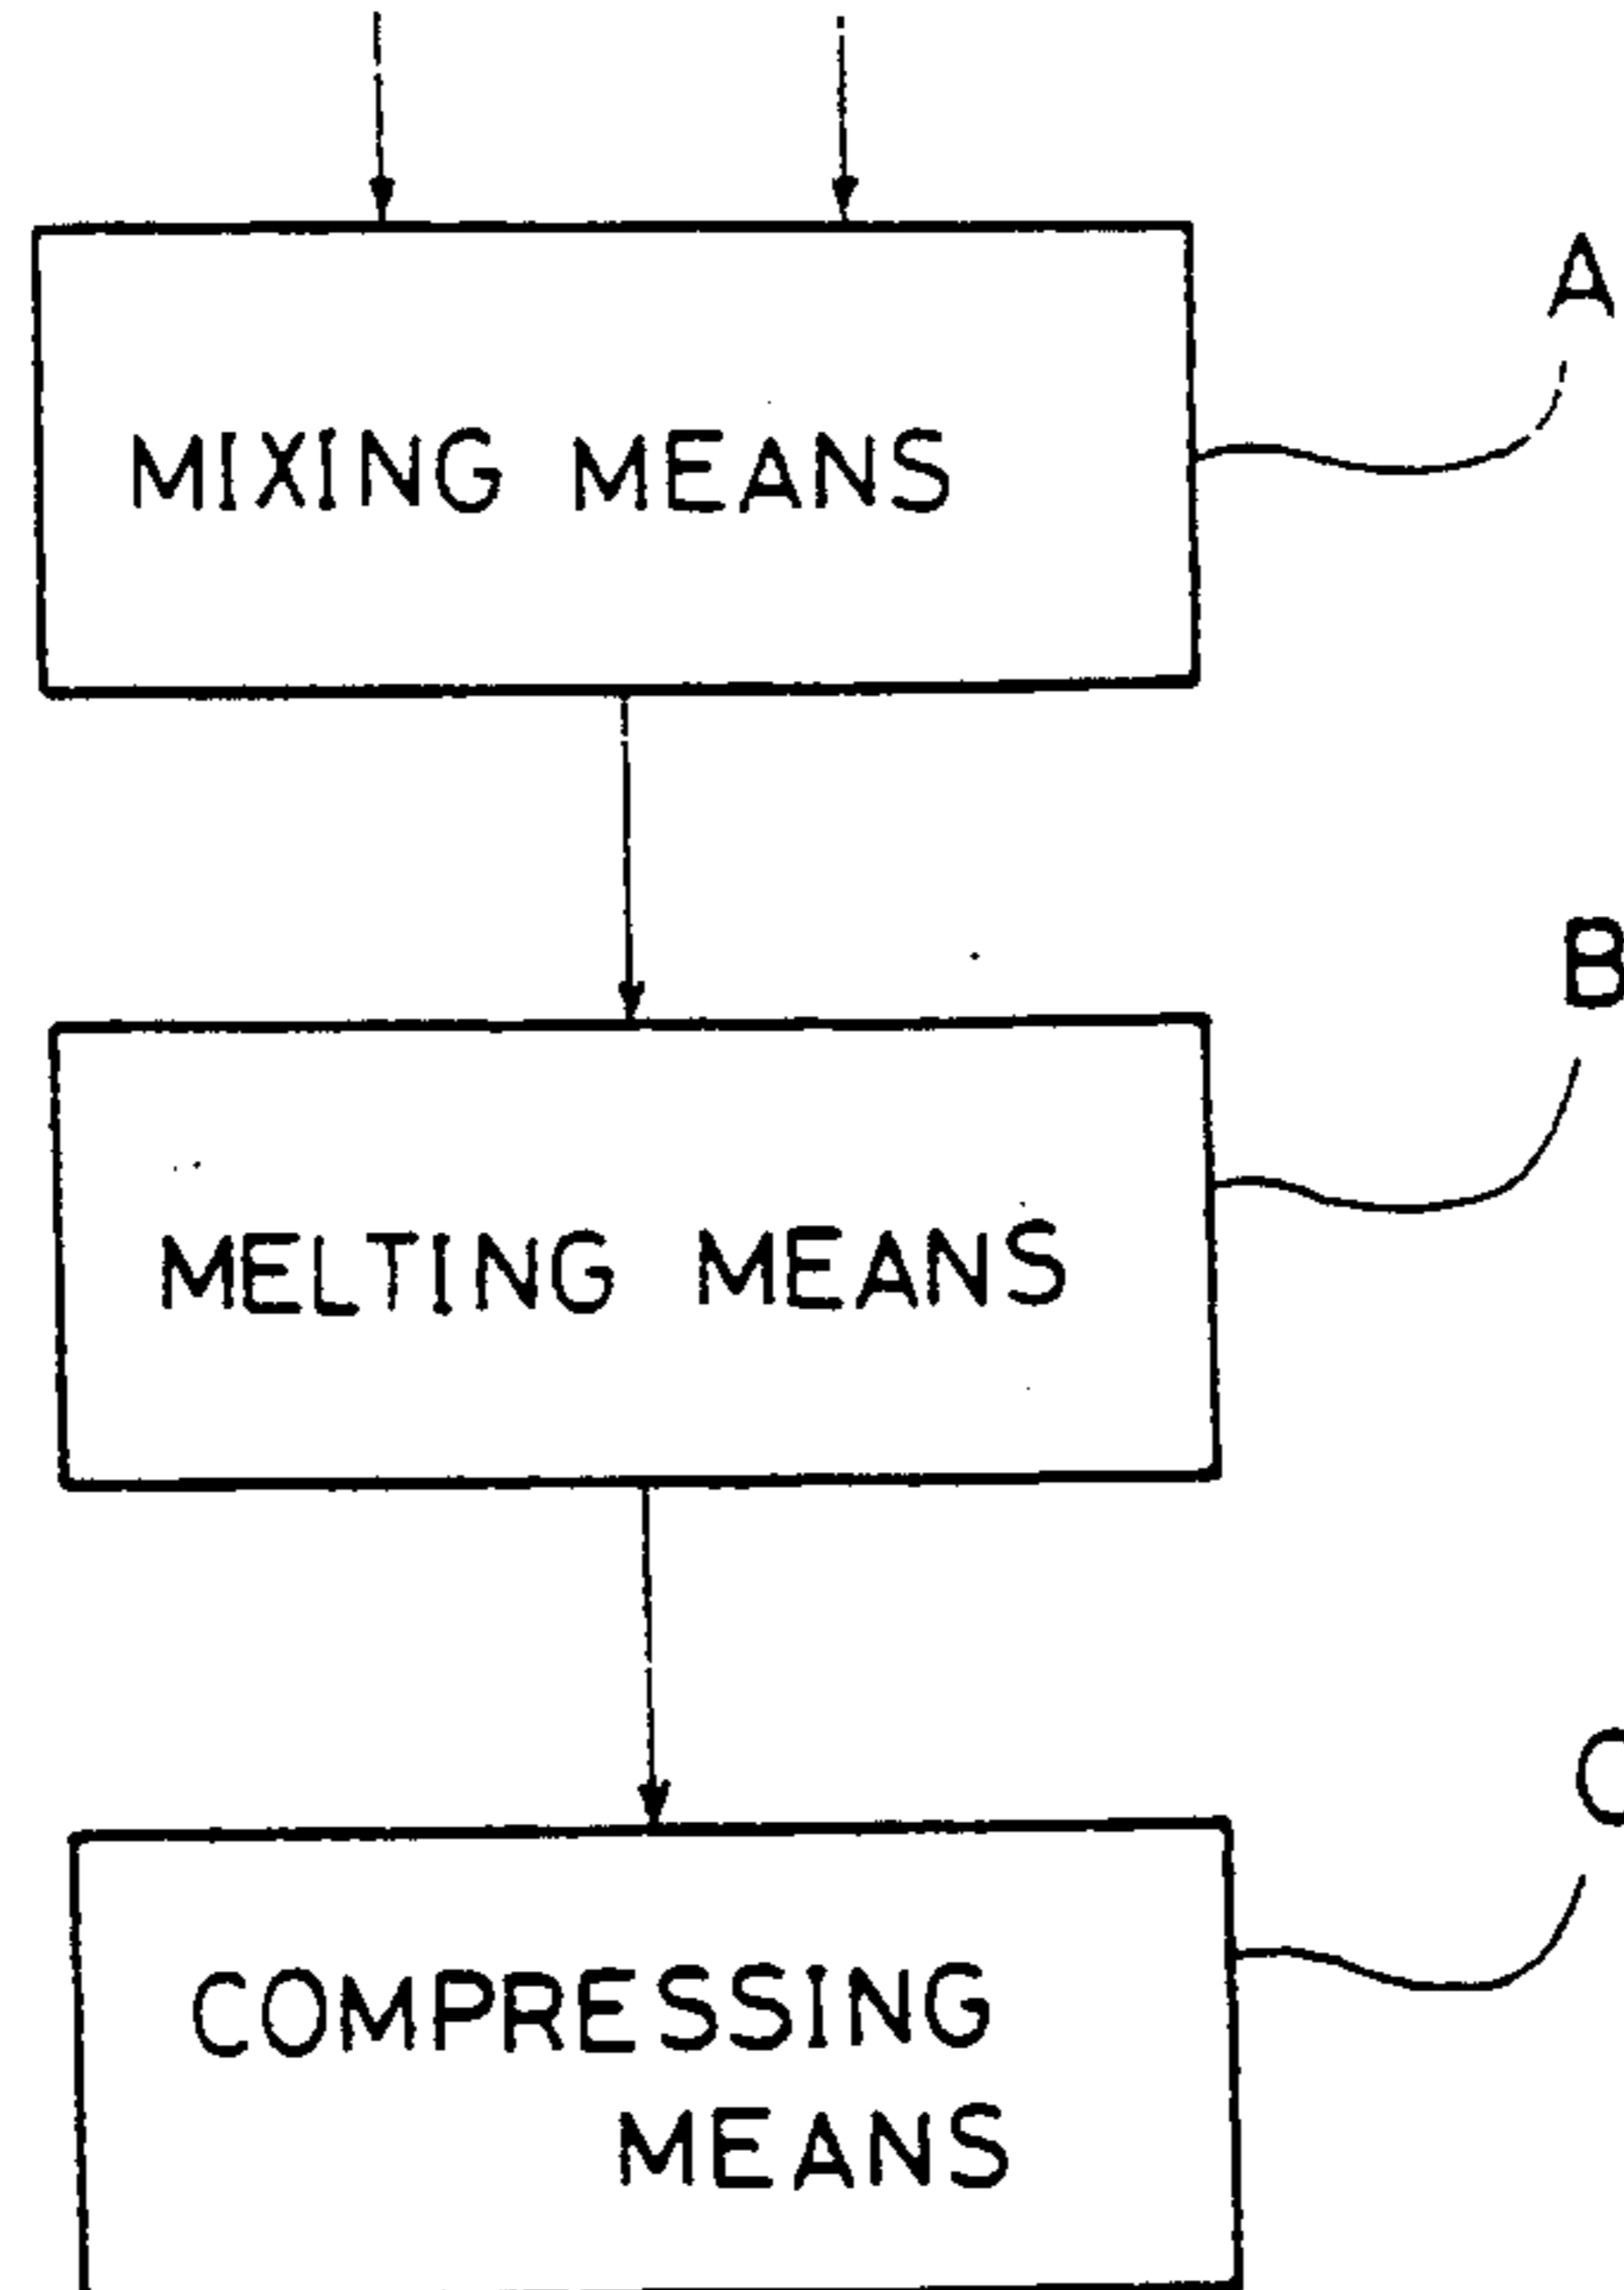 A
MIXING MEANS
B
MELTING MEANS
C
COMPRESSING
MEANS